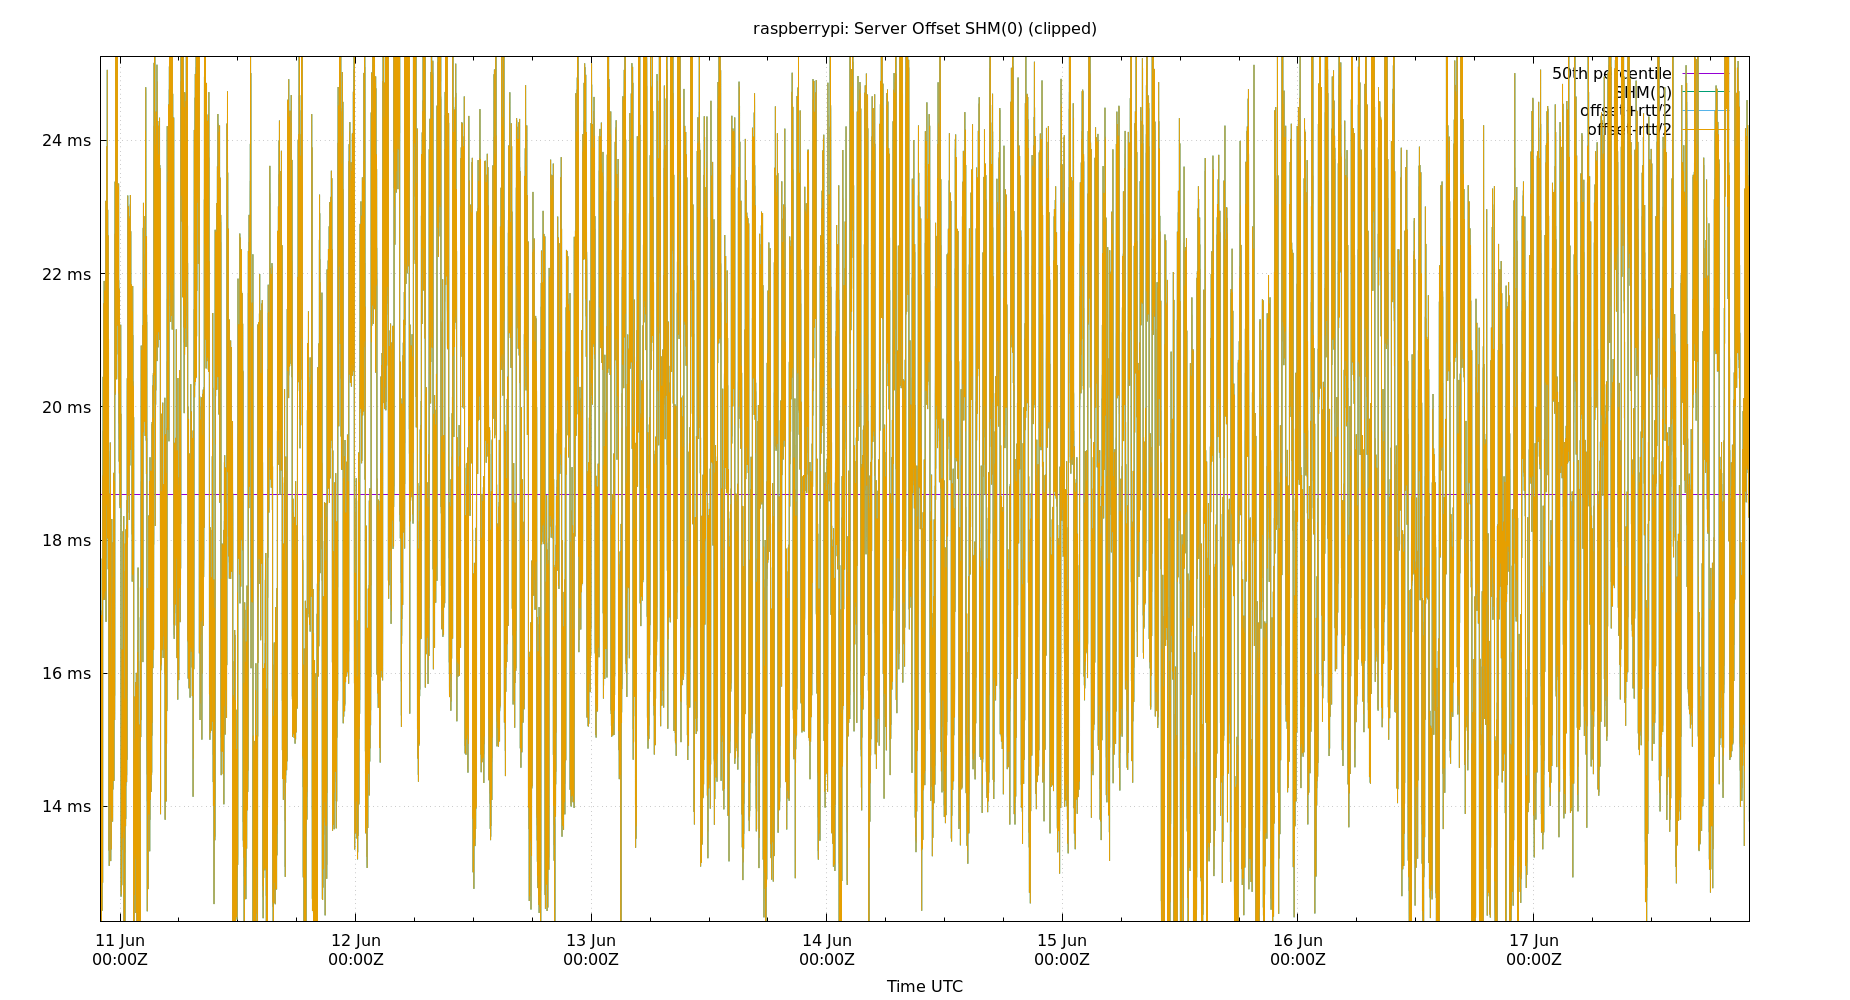 raspberrypi: Server Offset SHM(0) (clipped)
50th percentile
SHM(0)
offset+rtt/2
offset-rtt/2
24 ms
22 ms
20 ms
18 ms
16 ms
14 ms
11 Jun 12 Jun 13 Jun 14 Jun 15 Jun 16 Jun 17 Jun
00:00Z 00:00Z 00:00Z 00:00Z 00:00Z 00:00Z 00:00Z
Time UTC